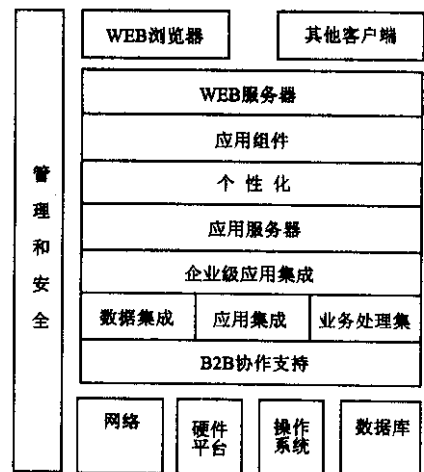 WEB浏览器
其他客户端
WEB服务器
应用组件
个性化
应用服务器
企业级应用集成
数据集成
应用集成
业务处理集
B2B协作支持
管
理
和
安
全
网络
硬件
平台
操作
系统
数据库